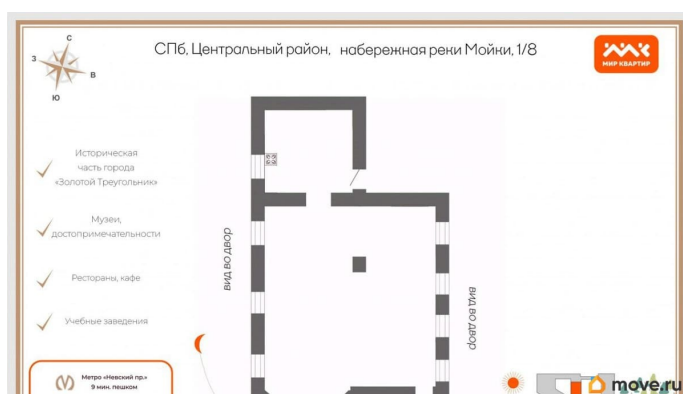 С
З
В
Ю
СПб, Центральный район, набережная реки Мойки, 1/8
МИР КВАРТИР
Историческая
часть города
«Золотой Треугольник»
Музеи,
достопримечательности
Рестораны, кафе
Учебные заведения
Метро «Невский пр.»
9 мин. пешком
вид во двор
вид во двор
move.ru